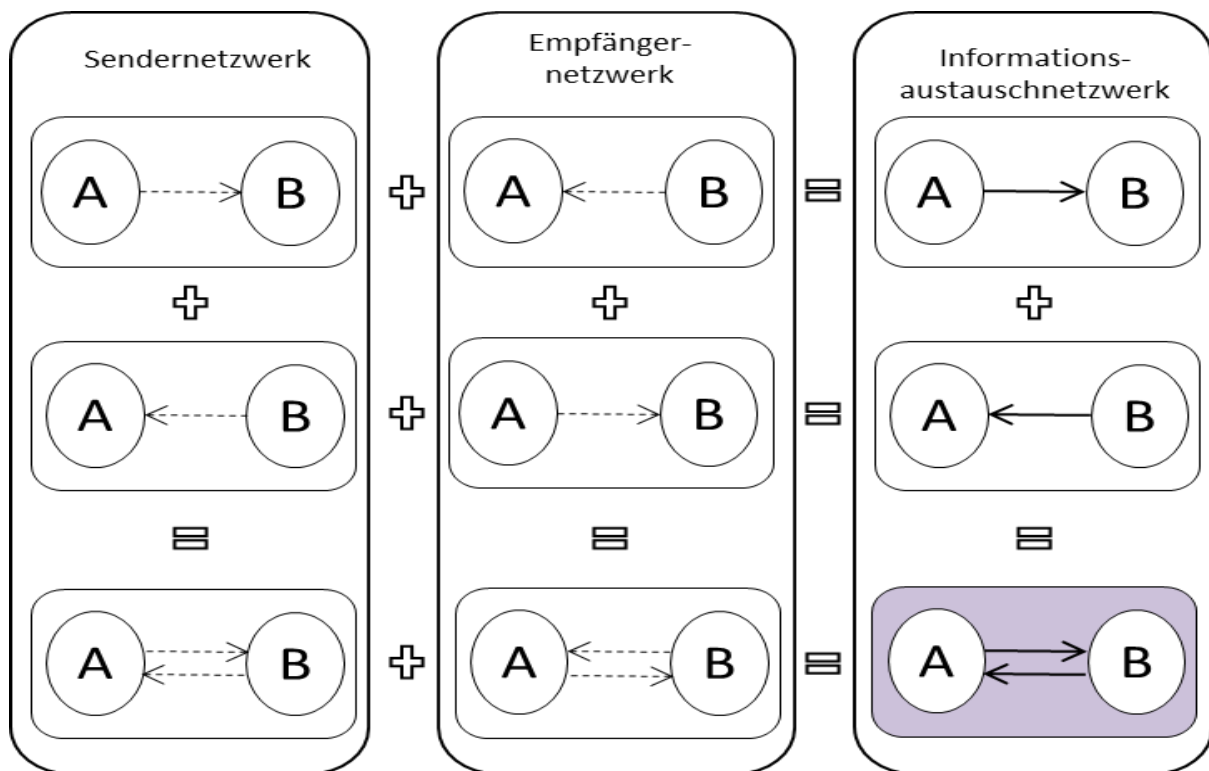 Sendernetzwerk
Empfänger-
netzwerk
Informations-
austauschnetzwerk
A B
A B
A B
A B
A B
A B
A B
A B
A B